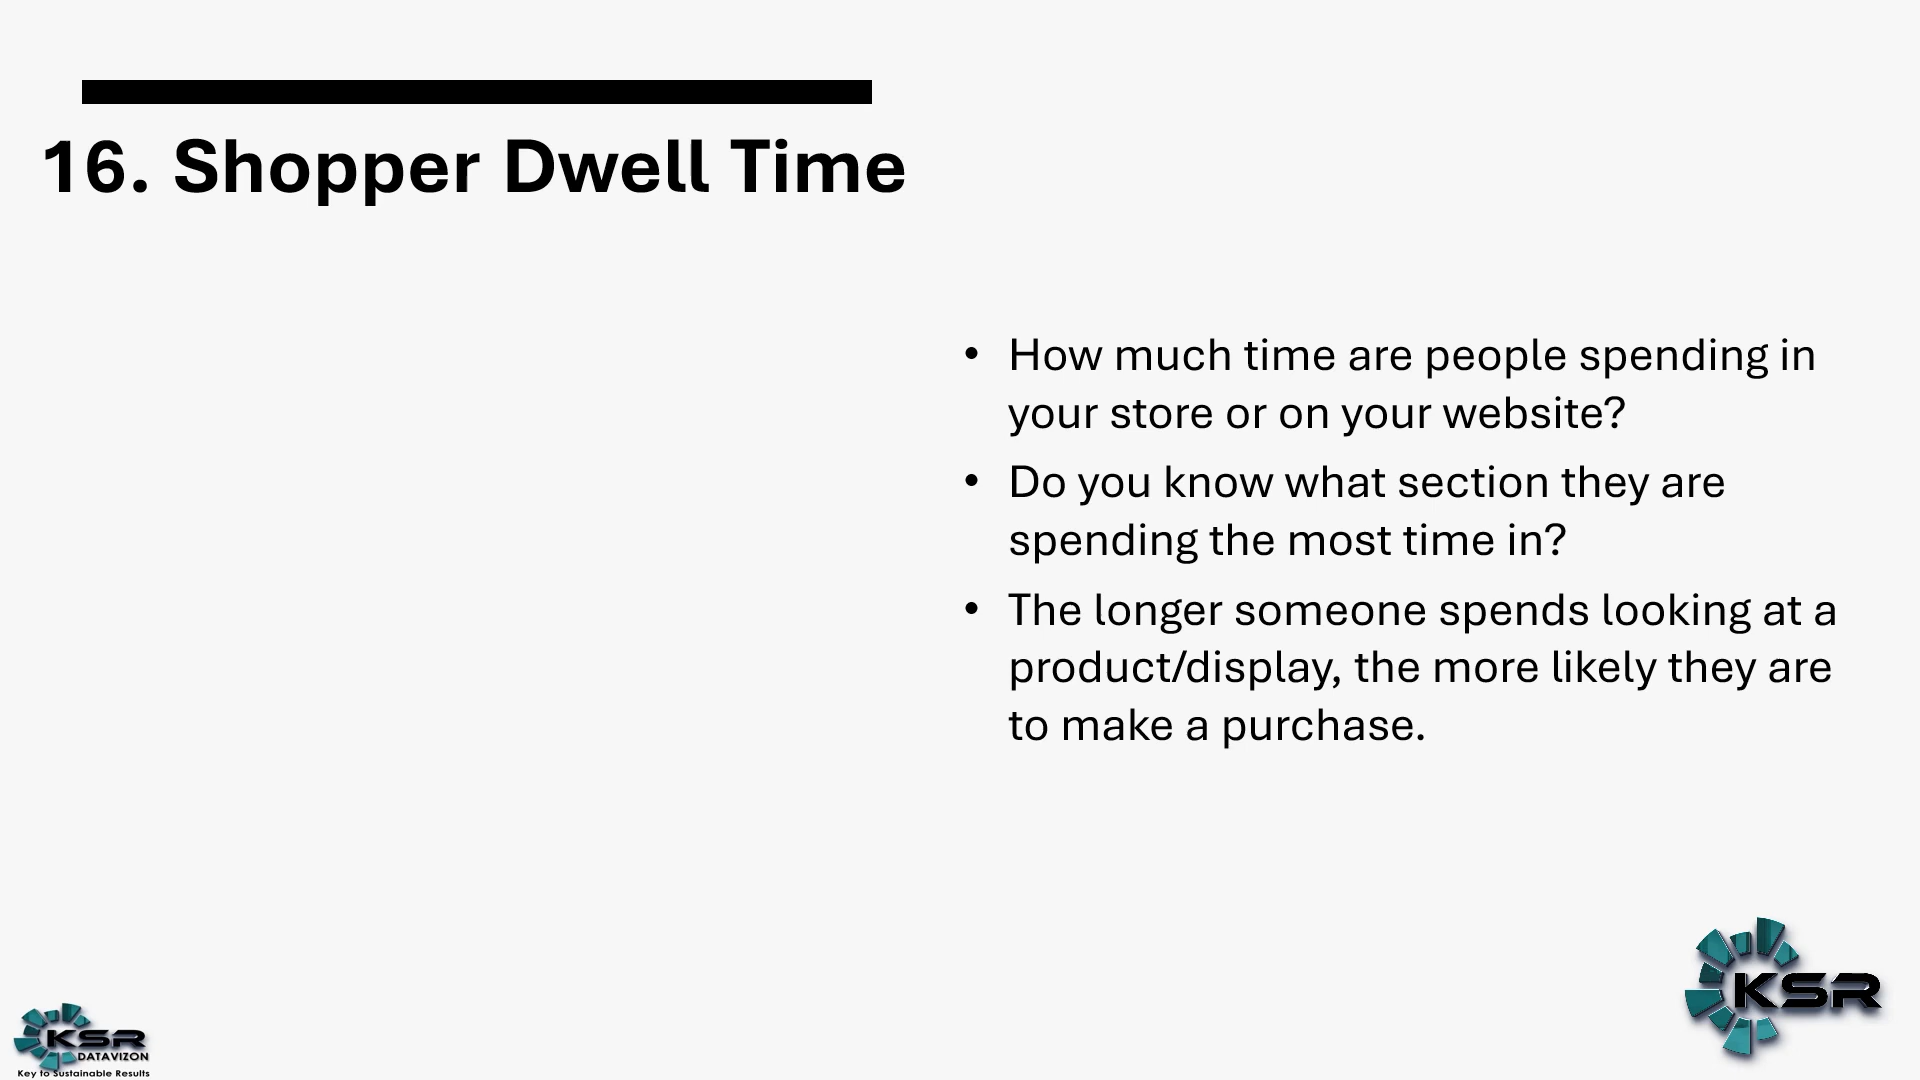 16. Shopper Dwell Time
• How much time are people spending in
your store or on your website?
• Do you know what section they are
spending the most time in?
• The longer someone spends looking at a
product/display, the more likely they are
to make a purchase.
KSR
KSR
DATAVIZON
Key to Sustainable Results